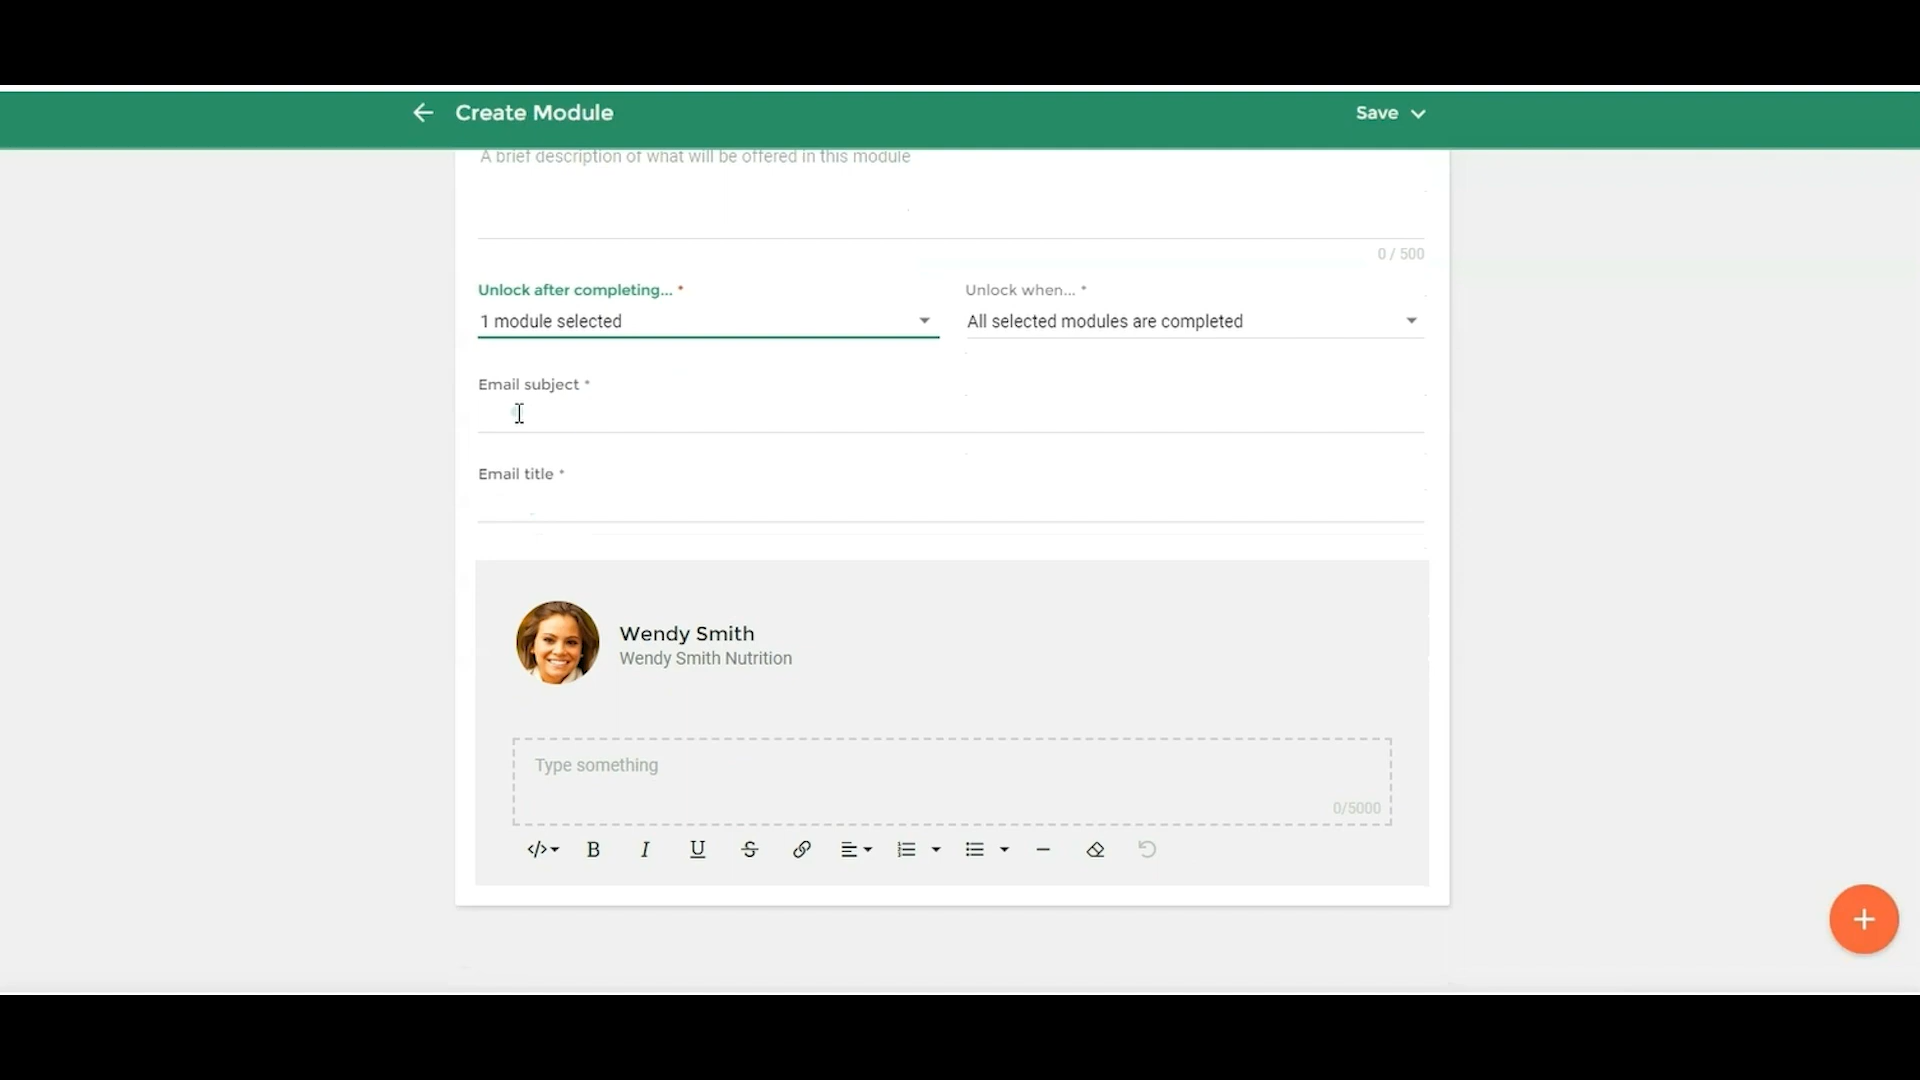 Create Module
Save
A brief description of what will be offered in this module
0 / 500
Unlock after completing... *
Unlock when... *
1 module selected
All selected modules are completed
Email subject *
Email title *
Wendy Smith
Wendy Smith Nutrition
Type something
0/5000